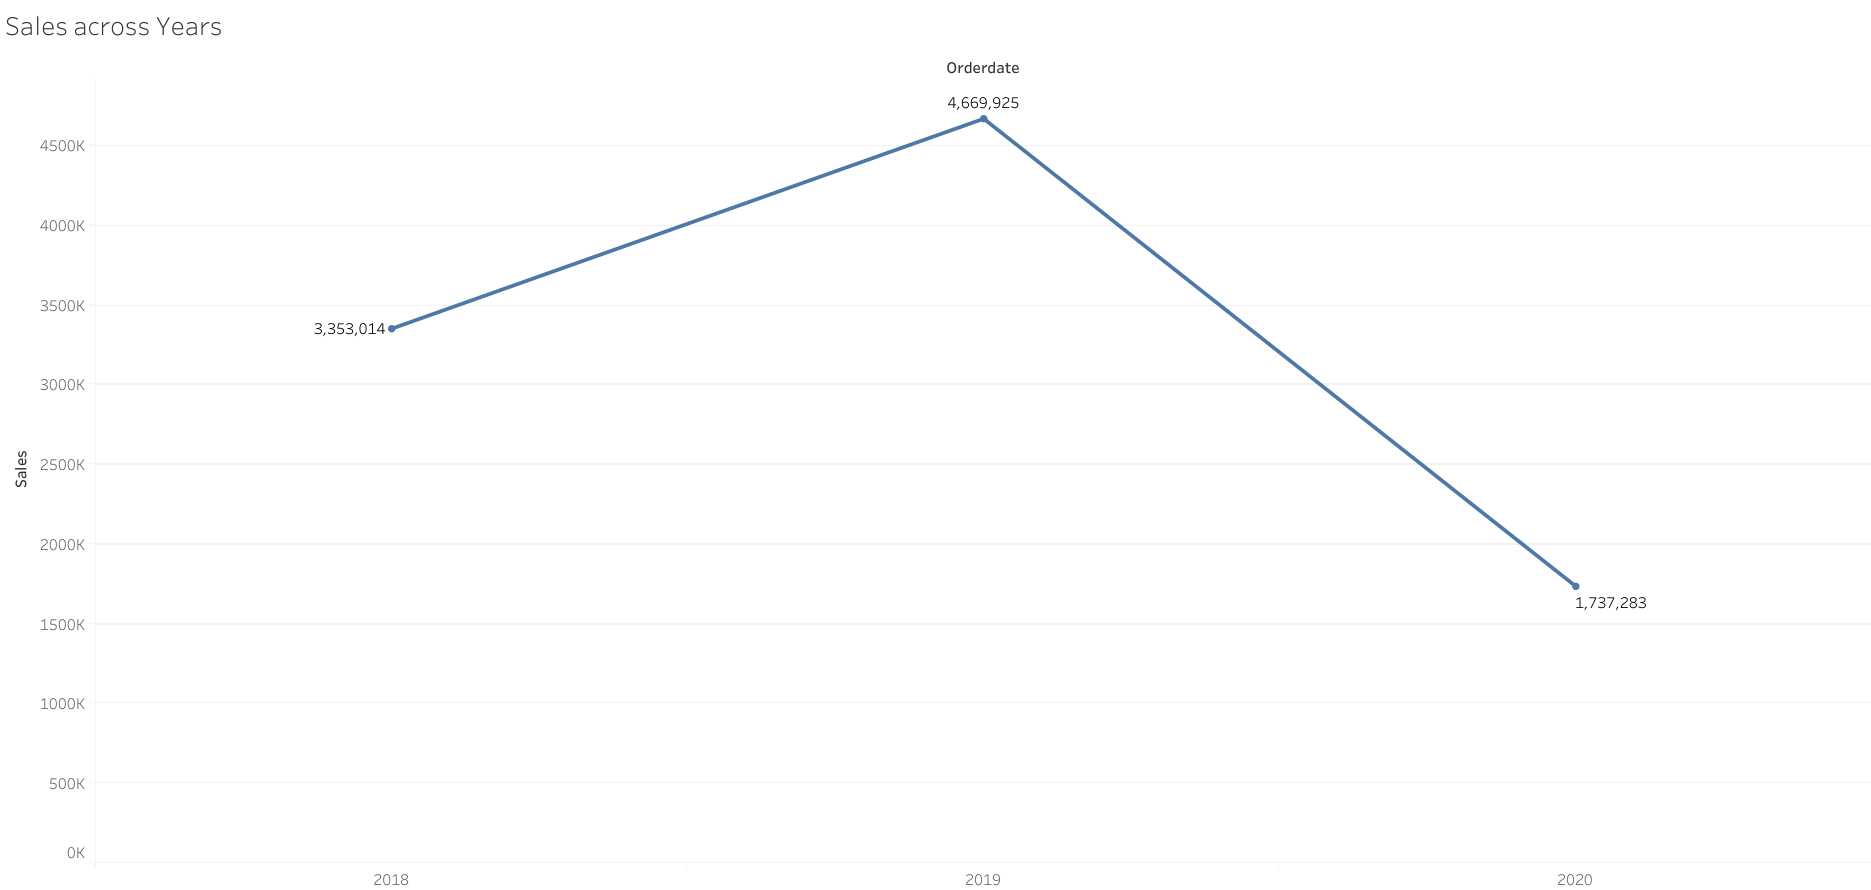 Sales across Years
Orderdate
4,669,925
4500K
4000K
3500K
3,353,014
3000K
Sales
2500K
2000K
1,737,283
1500K
1000K
500K
0K
2018 2019 2020